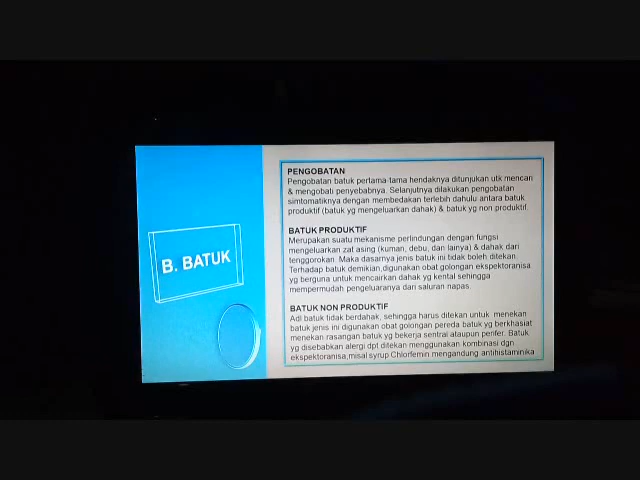 B. BATUK
PENGOBATAN
Pengobatan batuk pertama-tama hendaknya ditunjukan utk mencari
& mengobati penyebabnya. Selanjutnya dilakukan pengobatan
simtomatiknya dengan membedakan terlebih dahulu antara batuk
produktif (batuk yg mengeluarkan dahak) & batuk yg non produktif.
BATUK PRODUKTIF
Merupakan suatu mekanisme perlindungan dengan fungsi
mengeluarkan zat asing (kuman, debu, dan lainya) & dahak dari
tenggorokan. Maka dasarnya jenis batuk ini tidak boleh ditekan.
Terhadap batuk demikian,digunakan obat golongan ekspektoransia.
yg berguna untuk mencairkan dahak yg kental sehingga
mempermudah pengeluaranya dari saluran napas.
BATUK NON PRODUKTIF
Adl batuk tidak berdahak, sehingga harus ditekan untuk menekan
batuk jenis ini digunakan obat golongan pereda batuk yg berkhasiat
menekan rasangan batuk yg bekerja sentral ataupun perifer. Batuk
yg disebabkan alergi dpt ditekan menggunakan kombinasi dgn
ekspektoransia,misal syrup Chlorfemin mengandung antihistaminika